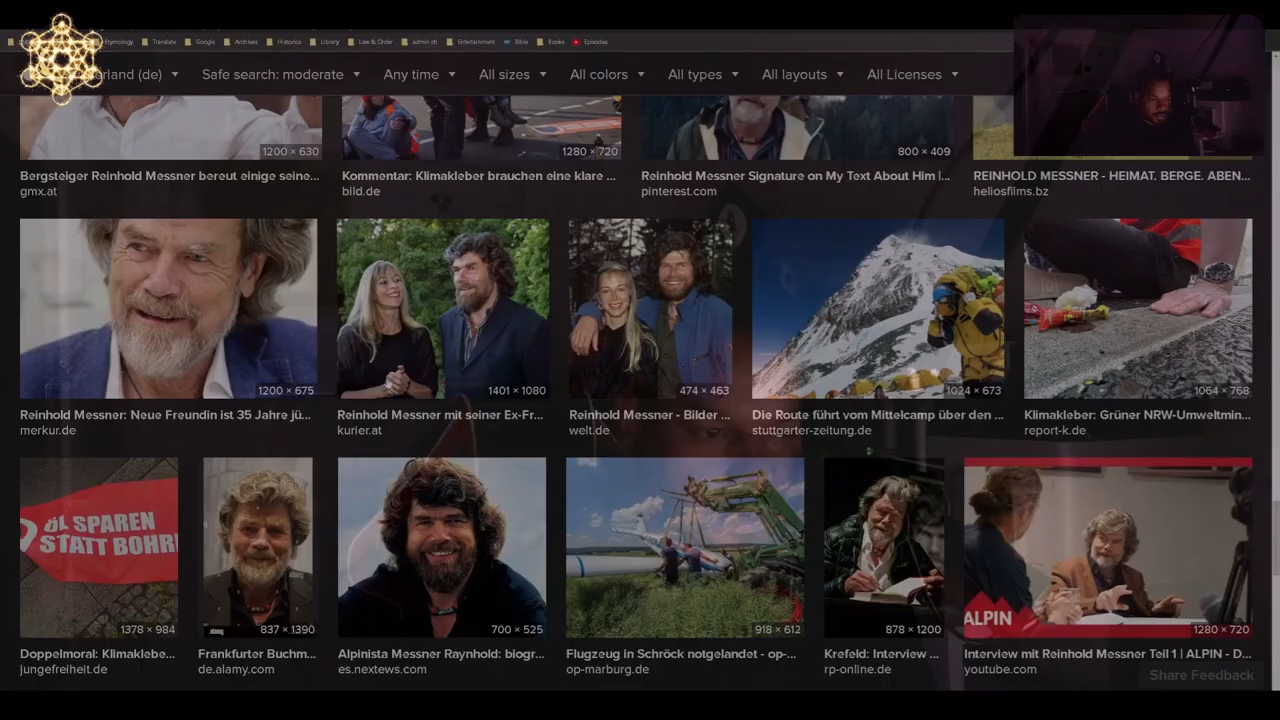 Etymology Translate Google Archives Historica Library Law & Order admin.ch Entertainment Bible Books Episodes
erland (de) Safe search: moderate Any time All sizes All colors All types All layouts All Licenses
1200 × 630 1280 × 720 800 × 409
Bergsteiger Reinhold Messner bereut einige seine... Kommentar: Klimakleber brauchen eine klare ... Reinhold Messner Signature on My Text About Him |... REINHOLD MESSNER - HEIMAT. BERGE. ABEN...
gmx.at bild.de pinterest.com heliosfilms.bz
1200 × 675 1401 × 1080 474 × 463 1024 × 673 1064 × 768
Reinhold Messner: Neue Freundin ist 35 Jahre jü... Reinhold Messner mit seiner Ex-Fr... Reinhold Messner - Bilder ... Die Route führt vom Mittelcamp über den ... Klimakleber: Grüner NRW-Umweltmin...
merkur.de kurier.at welt.de stuttgarter-zeitung.de report-k.de
ÖL SPAREN
STATT BOHR
ALPIN
alamy
1378 × 984 837 × 1390 700 × 525 918 × 612 878 × 1200 1280 × 720
Doppelmoral: Klimaklebe... Frankfurter Buchm... Alpinista Messner Raynhold: biogr... Flugzeug in Schröck notgelandet - op-... Krefeld: Interview ... Interview mit Reinhold Messner Teil 1 | ALPIN - D...
jungefreiheit.de de.alamy.com es.nextews.com op-marburg.de rp-online.de youtube.com
Share Feedback